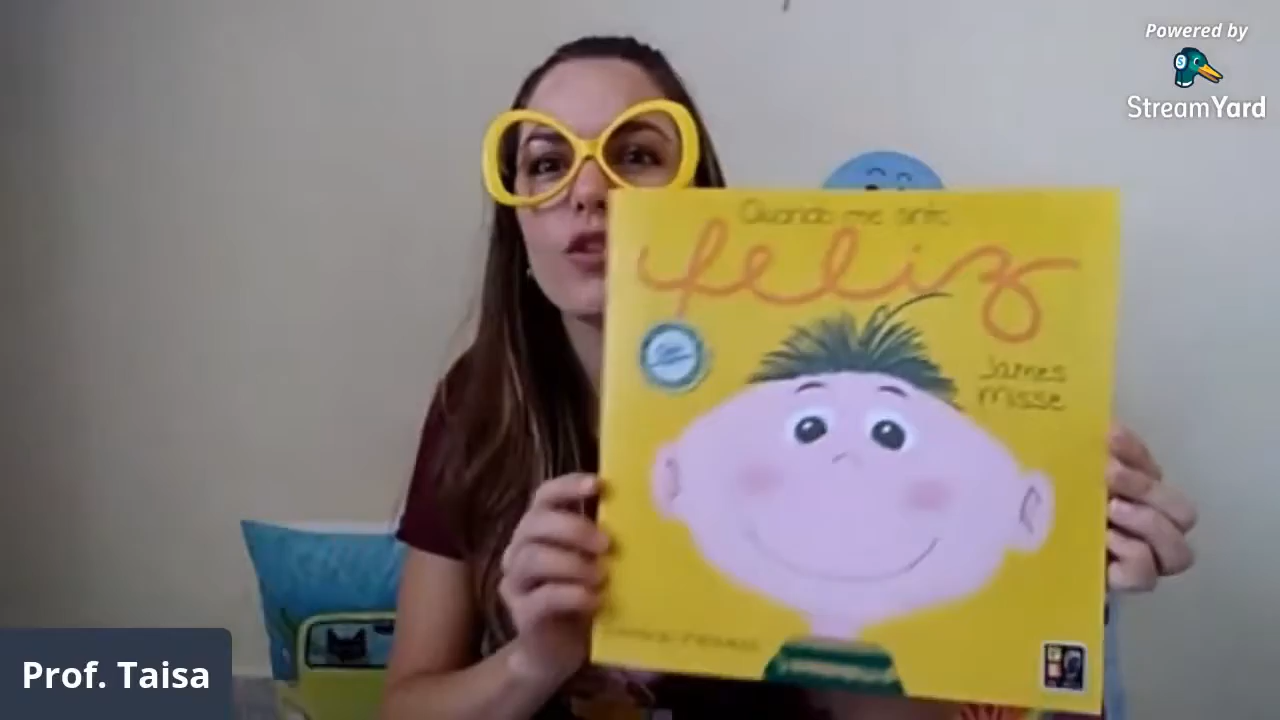 Powered by
StreamYard
Quando me sinto
feliz
James
Misse
Prof. Taisa